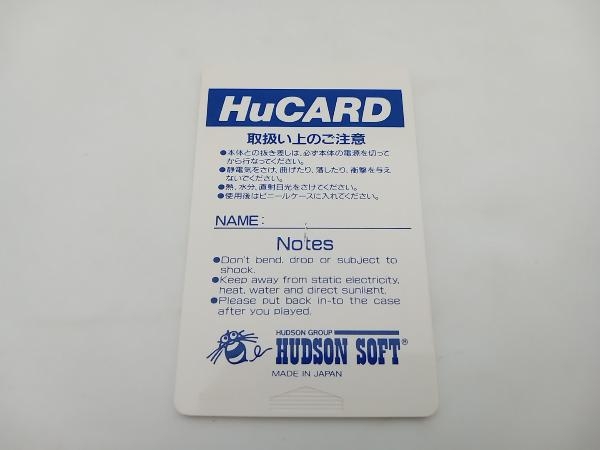 HuCARD
取扱い上のご注意
●本体との抜き差しは、必ず本体の電源を切って
から行なってください。
●静電気をさけ、曲げたり、落したり、衝撃を与え
ないでください。
●熱、水分、直射日光をさけてください。
●使用後はビニールケースに入れてください。
NAME:
Notes
●Don't bend, drop or subject to
shock.
●Keep away from static electricity,
heat, water and direct sunlight.
●Please put back in-to the case
after you played.
HUDSON GROUP
HUDSON SOFT®
MADE IN JAPAN